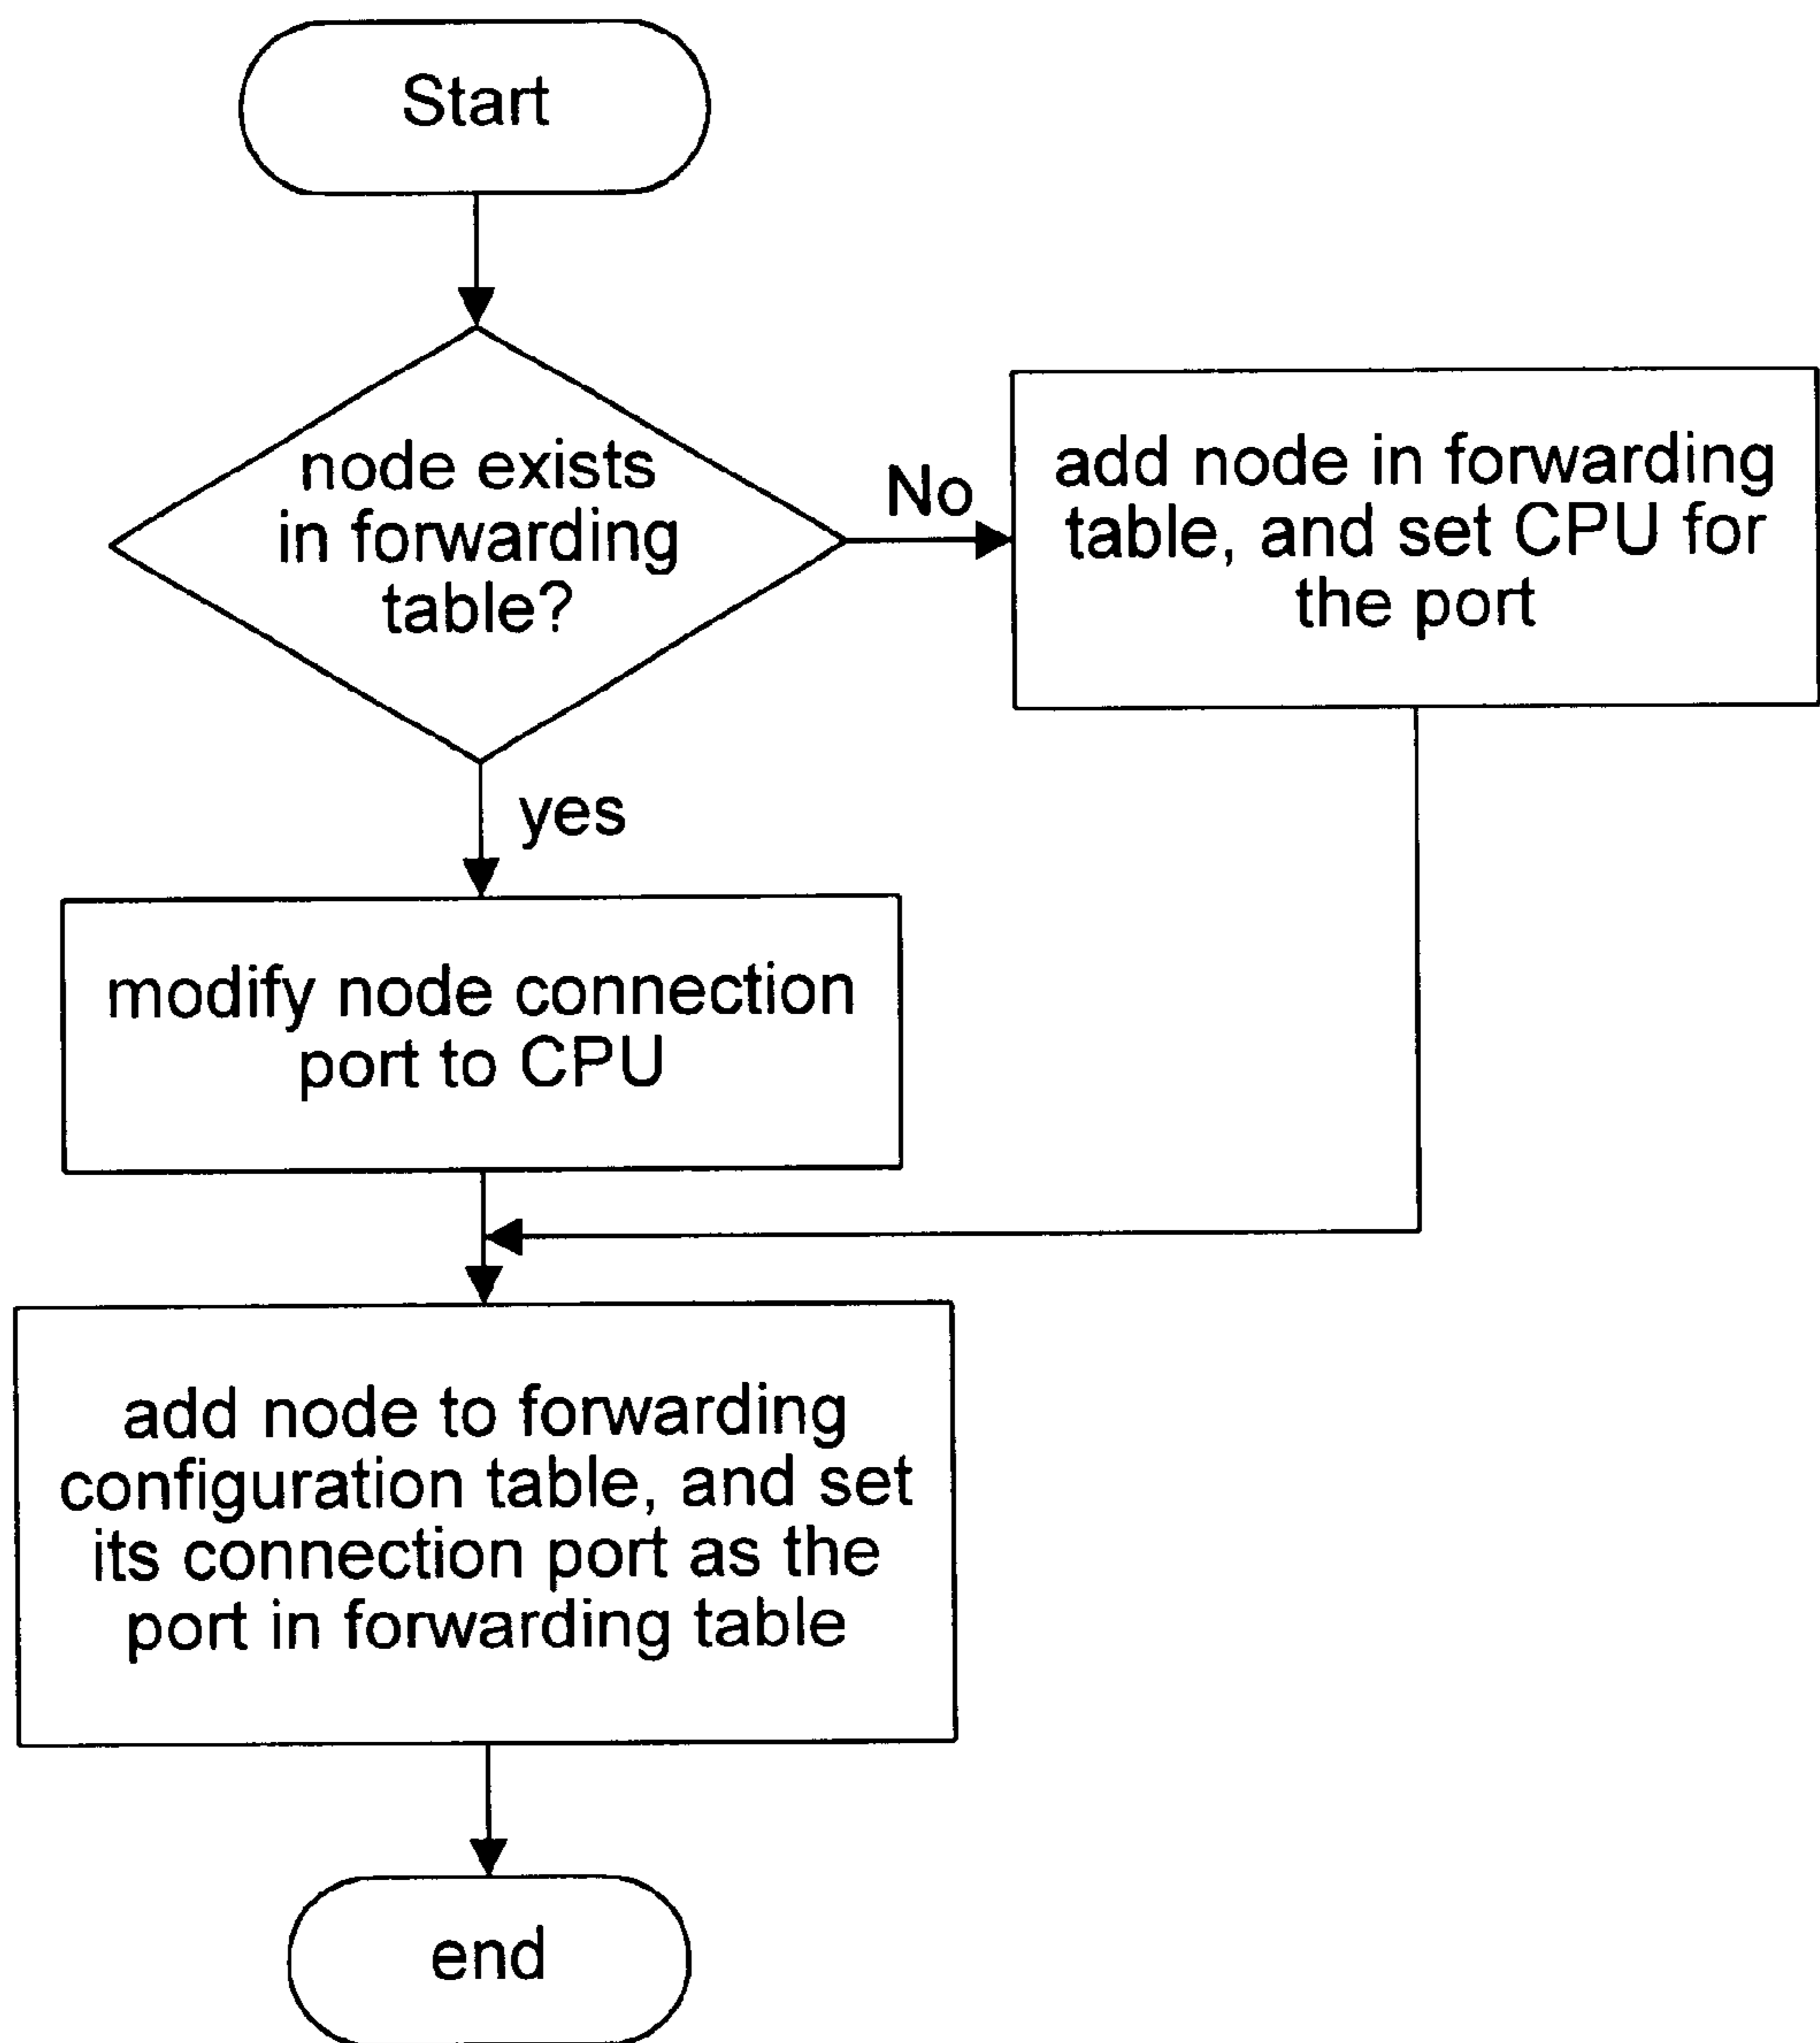 Start
node exists
in forwarding
table?
No
add node in forwarding
table, and set CPU for
the port
yes
modify node connection
port to CPU
add node to forwarding
configuration table, and set
its connection port as the
port in forwarding table
end